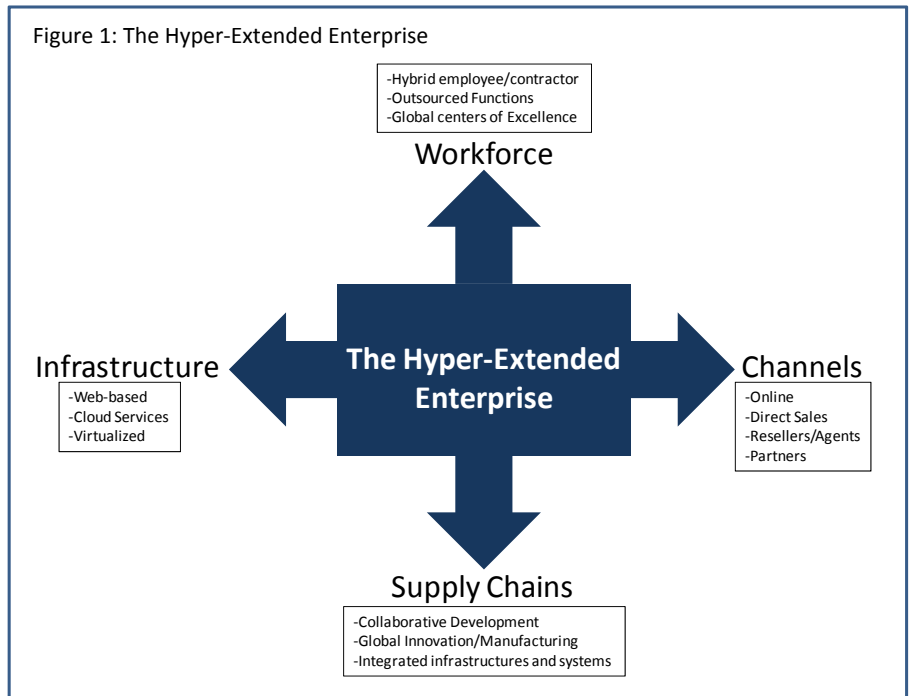 Figure 1: The Hyper-Extended Enterprise
-Hybrid employee/contractor
-Outsourced Functions
-Global centers of Excellence
Workforce
Infrastructure
-Web-based
-Cloud Services
-Virtualized
The Hyper-Extended
Enterprise
Channels
-Online
-Direct Sales
-Resellers/Agents
-Partners
Supply Chains
-Collaborative Development
-Global Innovation/Manufacturing
-Integrated infrastructures and systems